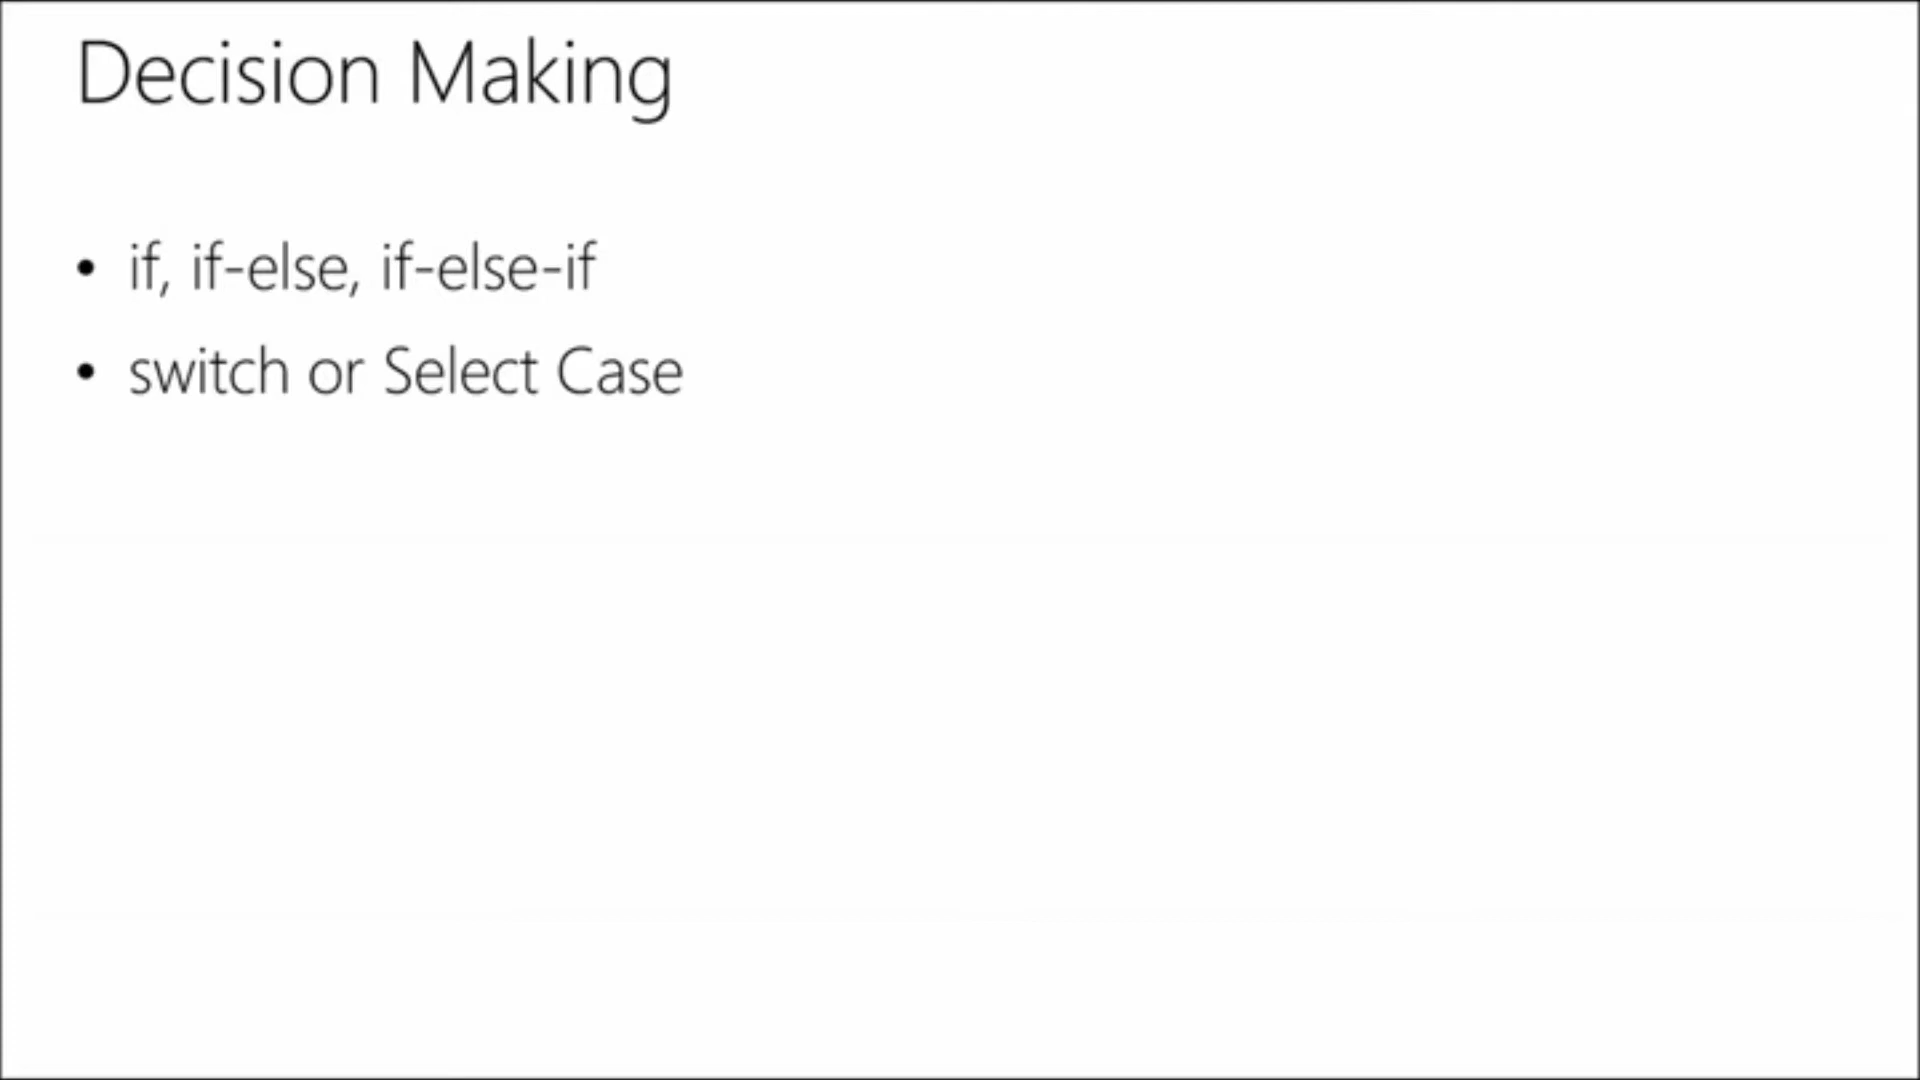 Decision Making
• if, if-else, if-else-if
• switch or Select Case